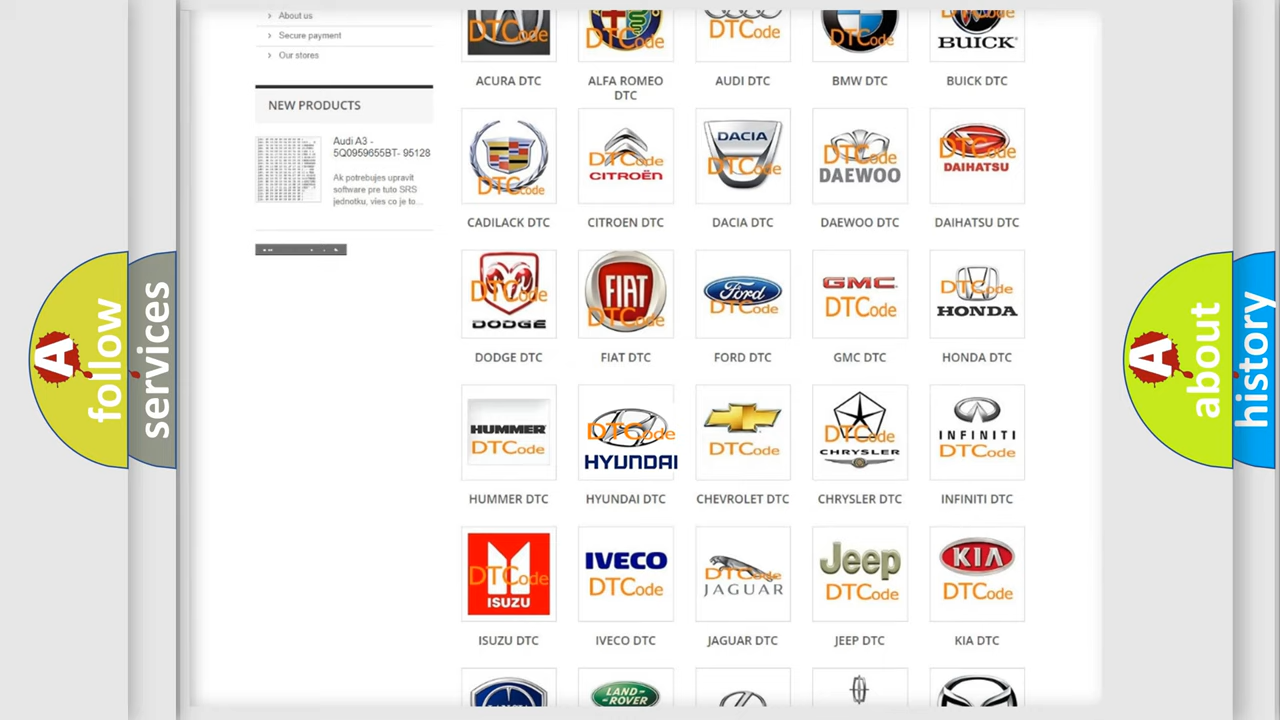 About us
Secure payment
Our stores
NEW PRODUCTS
Audi A3 -
5Q0959655BT- 95128
Ak potrebujes upravit
software pre tuto SRS
jednotku, vies co je to...
A
follow
services
A
about
history
DTCode
DTCode
DTCode
DTCode
BUICK
ACURA DTC
ALFA ROMEO
DTC
AUDI DTC
BMW DTC
BUICK DTC
DTCode
DTCode
CITROËN
DACIA
DTCode
DTCode
DAEWOO
DTCode
DAIHATSU
CADILACK DTC
CITROEN DTC
DACIA DTC
DAEWOO DTC
DAIHATSU DTC
DTCode
DODGE
FIAT
DTCode
Ford
DTCode
GMC
DTCode
DTCode
HONDA
DODGE DTC
FIAT DTC
FORD DTC
GMC DTC
HONDA DTC
HUMMER
DTCode
DTCode
HYUNDAI
DTCode
DTCode
CHRYSLER
INFINITI
DTCode
HUMMER DTC
HYUNDAI DTC
CHEVROLET DTC
CHRYSLER DTC
INFINITI DTC
DTCode
ISUZU
IVECO
DTCode
DTCode
JAGUAR
Jeep
DTCode
KIA
DTCode
ISUZU DTC
IVECO DTC
JAGUAR DTC
JEEP DTC
KIA DTC
LAND-
ROVER